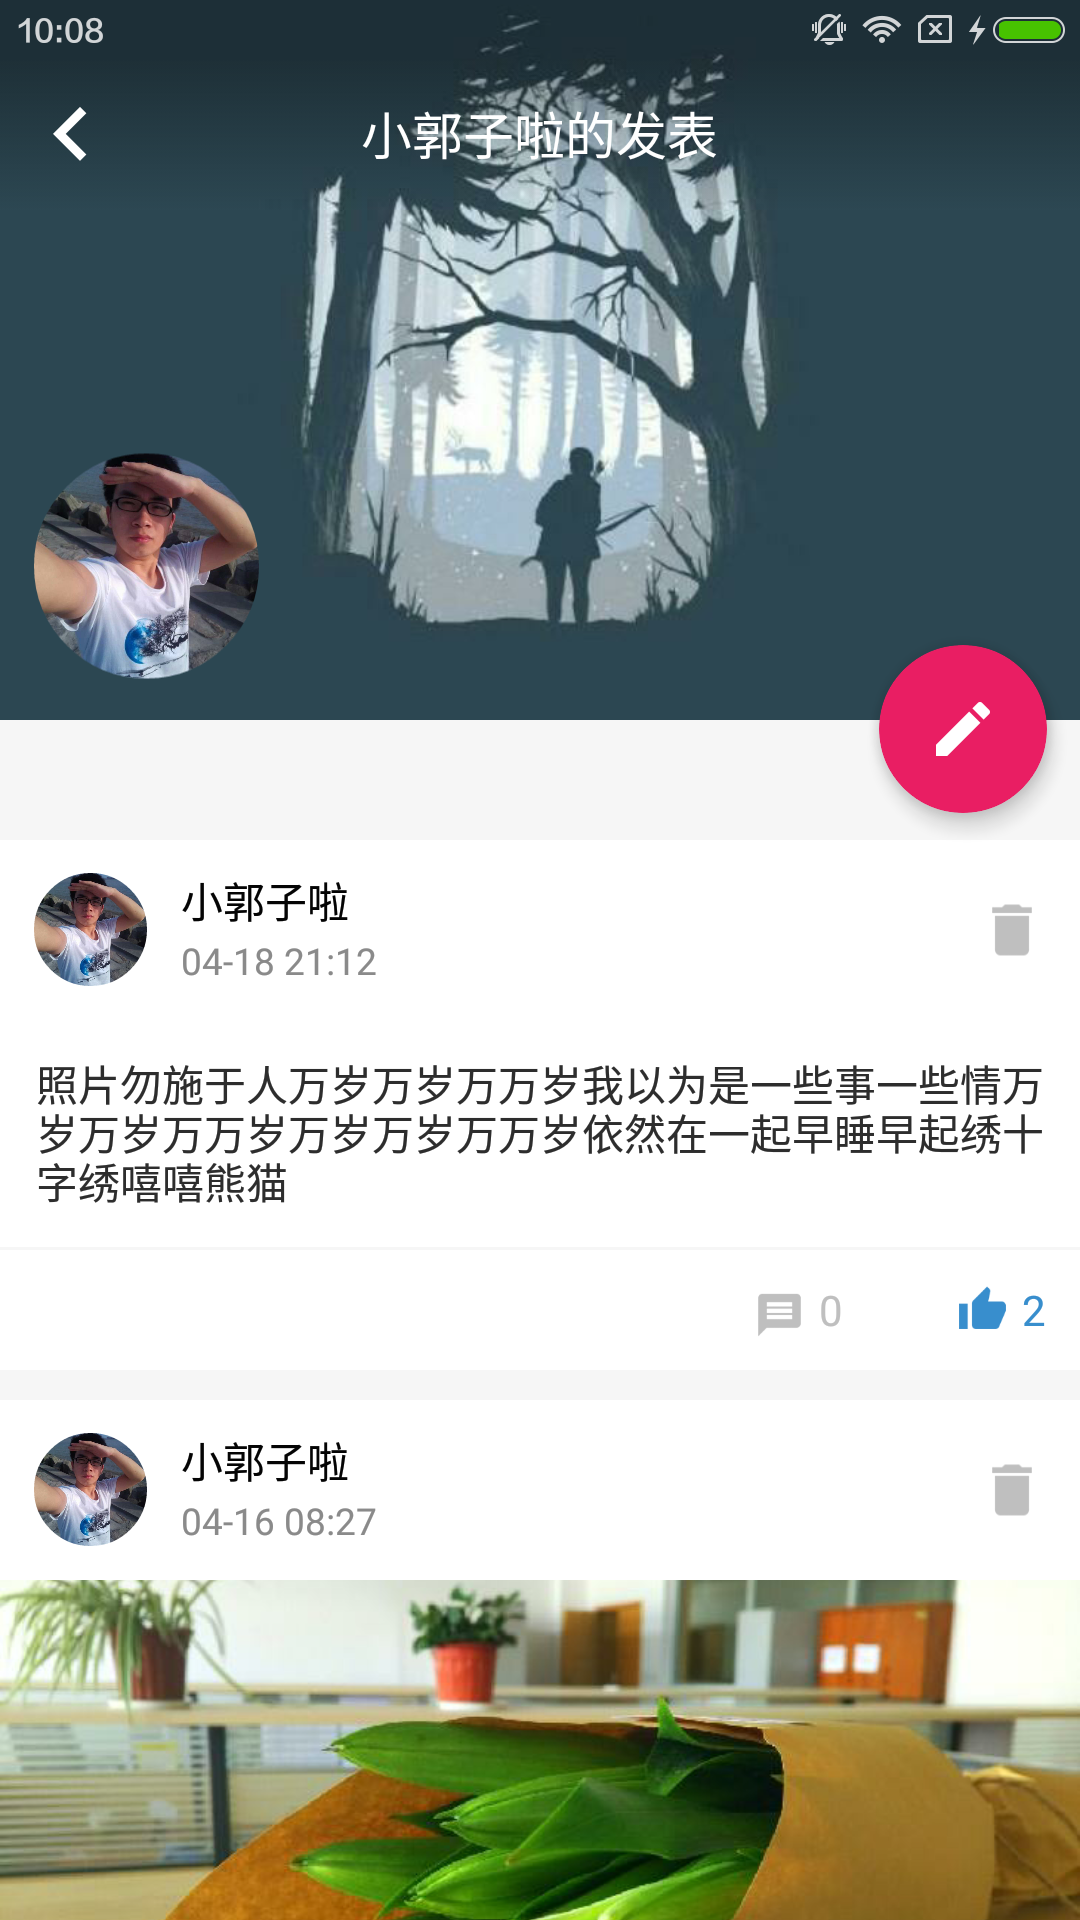 10:08
小郭子啦的发表
小郭子啦
04-18 21:12
照片勿施于人万岁万岁万万岁我以为是一些事一些情万
岁万岁万万岁万岁万岁万万岁依然在一起早睡早起绣十
字绣嘻嘻熊猫
0
2
小郭子啦
04-16 08:27